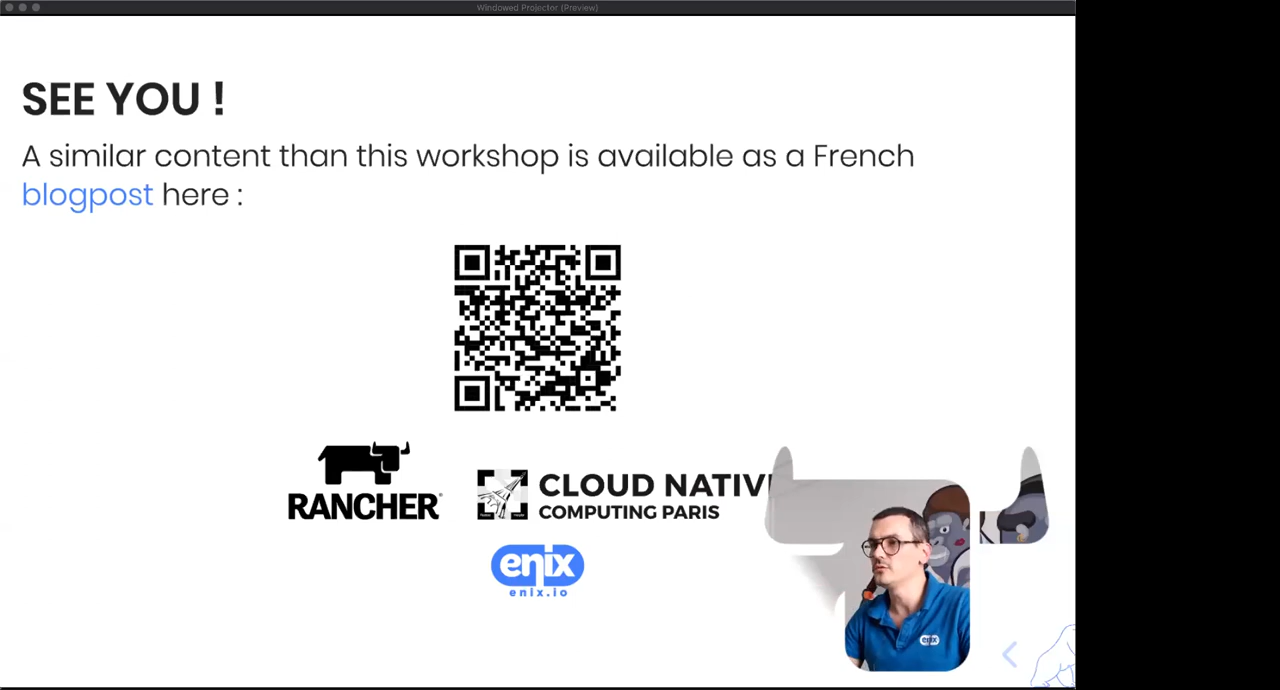 Windowed Projector (Preview)
SEE YOU !
A similar content than this workshop is available as a French
blogpost here :
RANCHER®
CLOUD NATIV
COMPUTING PARIS
enix
enix.io
enix